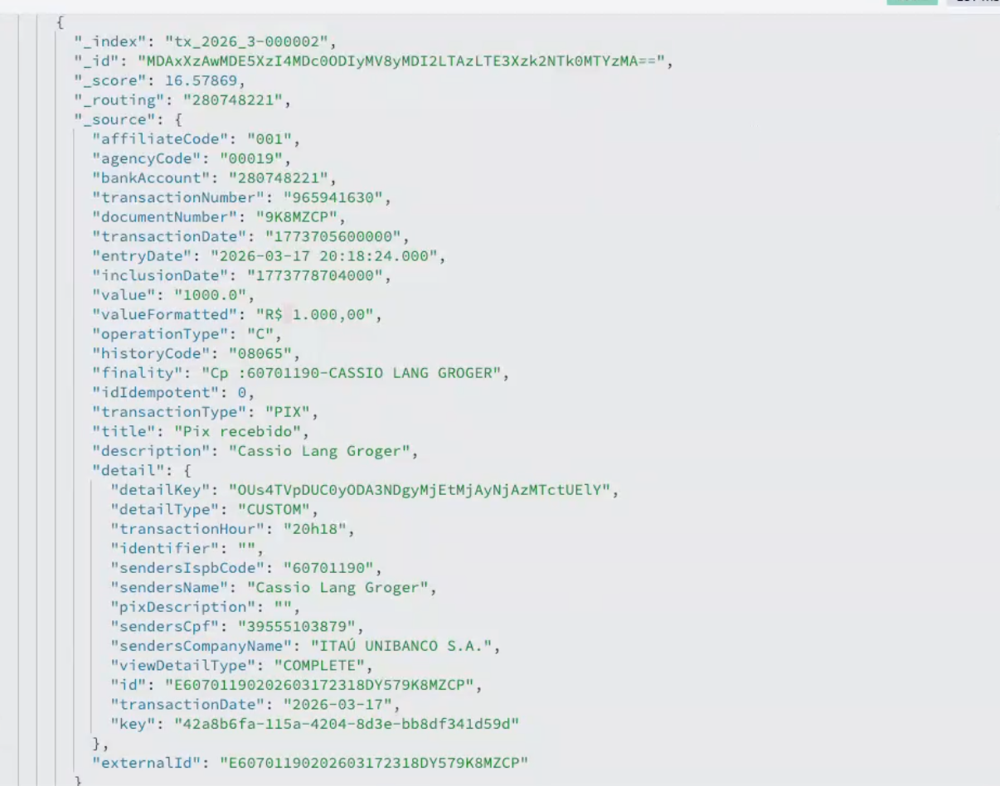 {
"_index": "tx_2026_3-000002",
"_id": "MDAxXzAwMDE5XzI4MDc0ODIyMV8yMDI2LTAzLTE3Xzk2NTk0MTYzMA==",
"_score": 16.57869,
"_routing": "280748221",
"_source": {
"affiliateCode": "001",
"agencyCode": "00019",
"bankAccount": "280748221",
"transactionNumber": "965941630",
"documentNumber": "9K8MZCP",
"transactionDate": "1773705600000",
"entryDate": "2026-03-17 20:18:24.000",
"inclusionDate": "1773778704000",
"value": "1000.0",
"valueFormatted": "R$ 1.000,00",
"operationType": "C",
"historyCode": "08065",
"finality": "Cp :60701190-CASSIO LANG GROGER",
"idIdempotent": 0,
"transactionType": "PIX",
"title": "Pix recebido",
"description": "Cassio Lang Groger",
"detail": {
"detailKey": "OUs4TVpDUC0yODA3NDgyMjEtMjAyNjAzMTctUElY",
"detailType": "CUSTOM",
"transactionHour": "20h18",
"identifier": "",
"sendersIspbCode": "60701190",
"sendersName": "Cassio Lang Groger",
"pixDescription": "",
"sendersCpf": "39555103879",
"sendersCompanyName": "ITAÚ UNIBANCO S.A.",
"viewDetailType": "COMPLETE",
"id": "E60701190202603172318DY579K8MZCP",
"transactionDate": "2026-03-17",
"key": "42a8b6fa-115a-4204-8d3e-bb8df341d59d"
},
"externalId": "E60701190202603172318DY579K8MZCP"
}